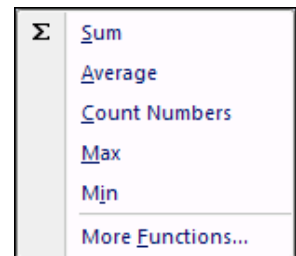 Σ Sum
Average
Count Numbers
Max
Min
More Functions...